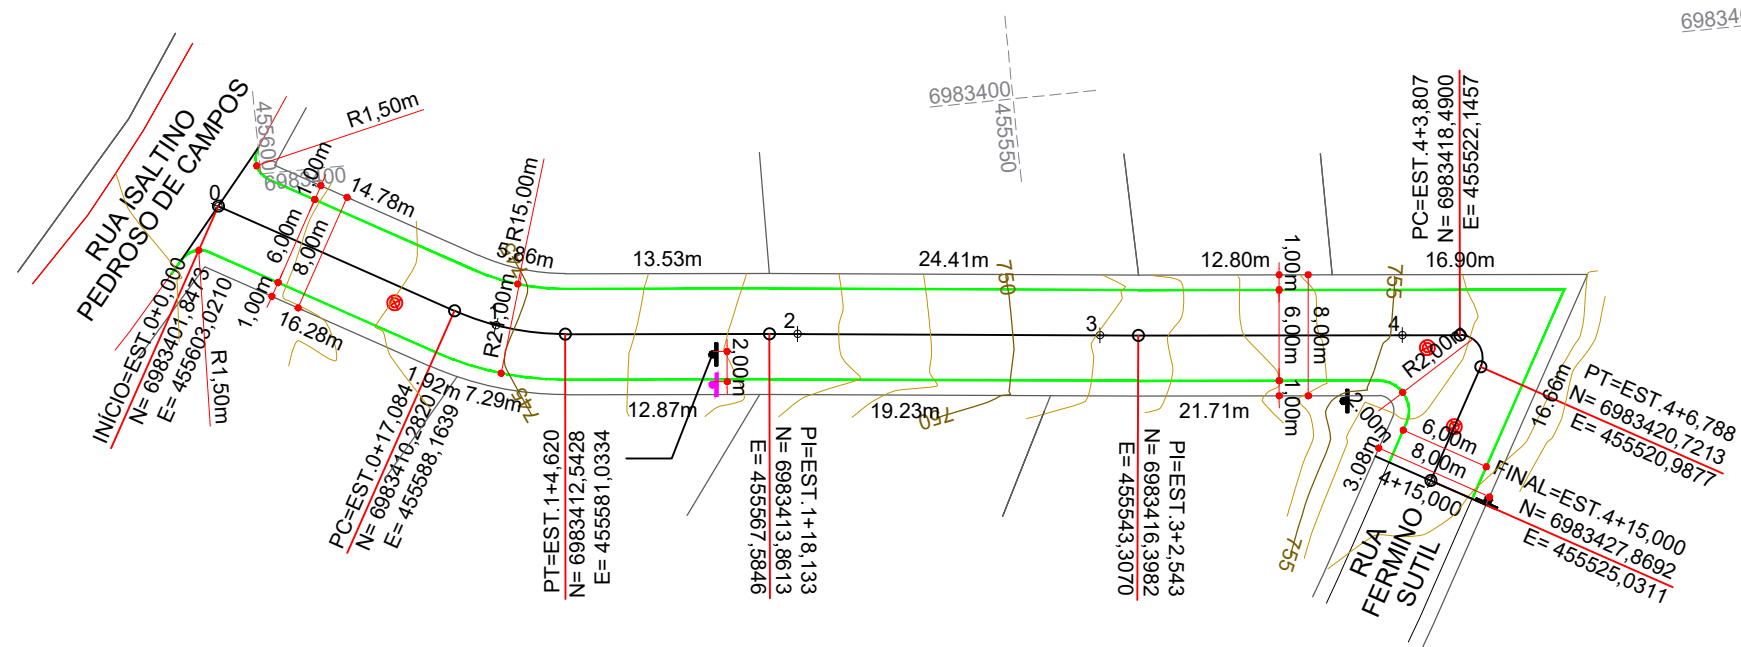 RUA ISALTINO
PEDROSO DE CAMPOS
455600
6983400
R1,50m
0
1,00m
14.78m
6,00m
8,00m
1,00m
16.28m
R1,50m
INÍCIO=EST.0+0,000
N= 6983401,8473
E= 455603,0210
PC=EST.0+17,084
N= 6983410,2820
E= 455588,1639
1.92m
7.29m
R15,00m
5.86m
745
1
745
13.53m
24.41m
12.80m
16.90m
6983400
455550
750
755
2
3
4
2,00m
12.87m
19.23m
750
21.71m
1,00m
6,00m
8,00m
1,00m
PT=EST.1+4,620
N= 6983412,5428
E= 455581,0334
PI=EST.1+18,133
N= 6983413,8613
E= 455567,5846
PI=EST.3+2,543
N= 6983416,3982
E= 455543,3070
PC=EST.4+3,807
N= 6983418,4900
E= 455522,1457
R2,00m
2,00m
6,00m
8,00m
3.08m
4+15,000
16.66m
PT=EST.4+6,788
N= 6983420,7213
E= 455520,9877
FINAL=EST.4+15,000
N= 6983427,8692
E= 455525,0311
755
RUA
FERMINO
SUTIL